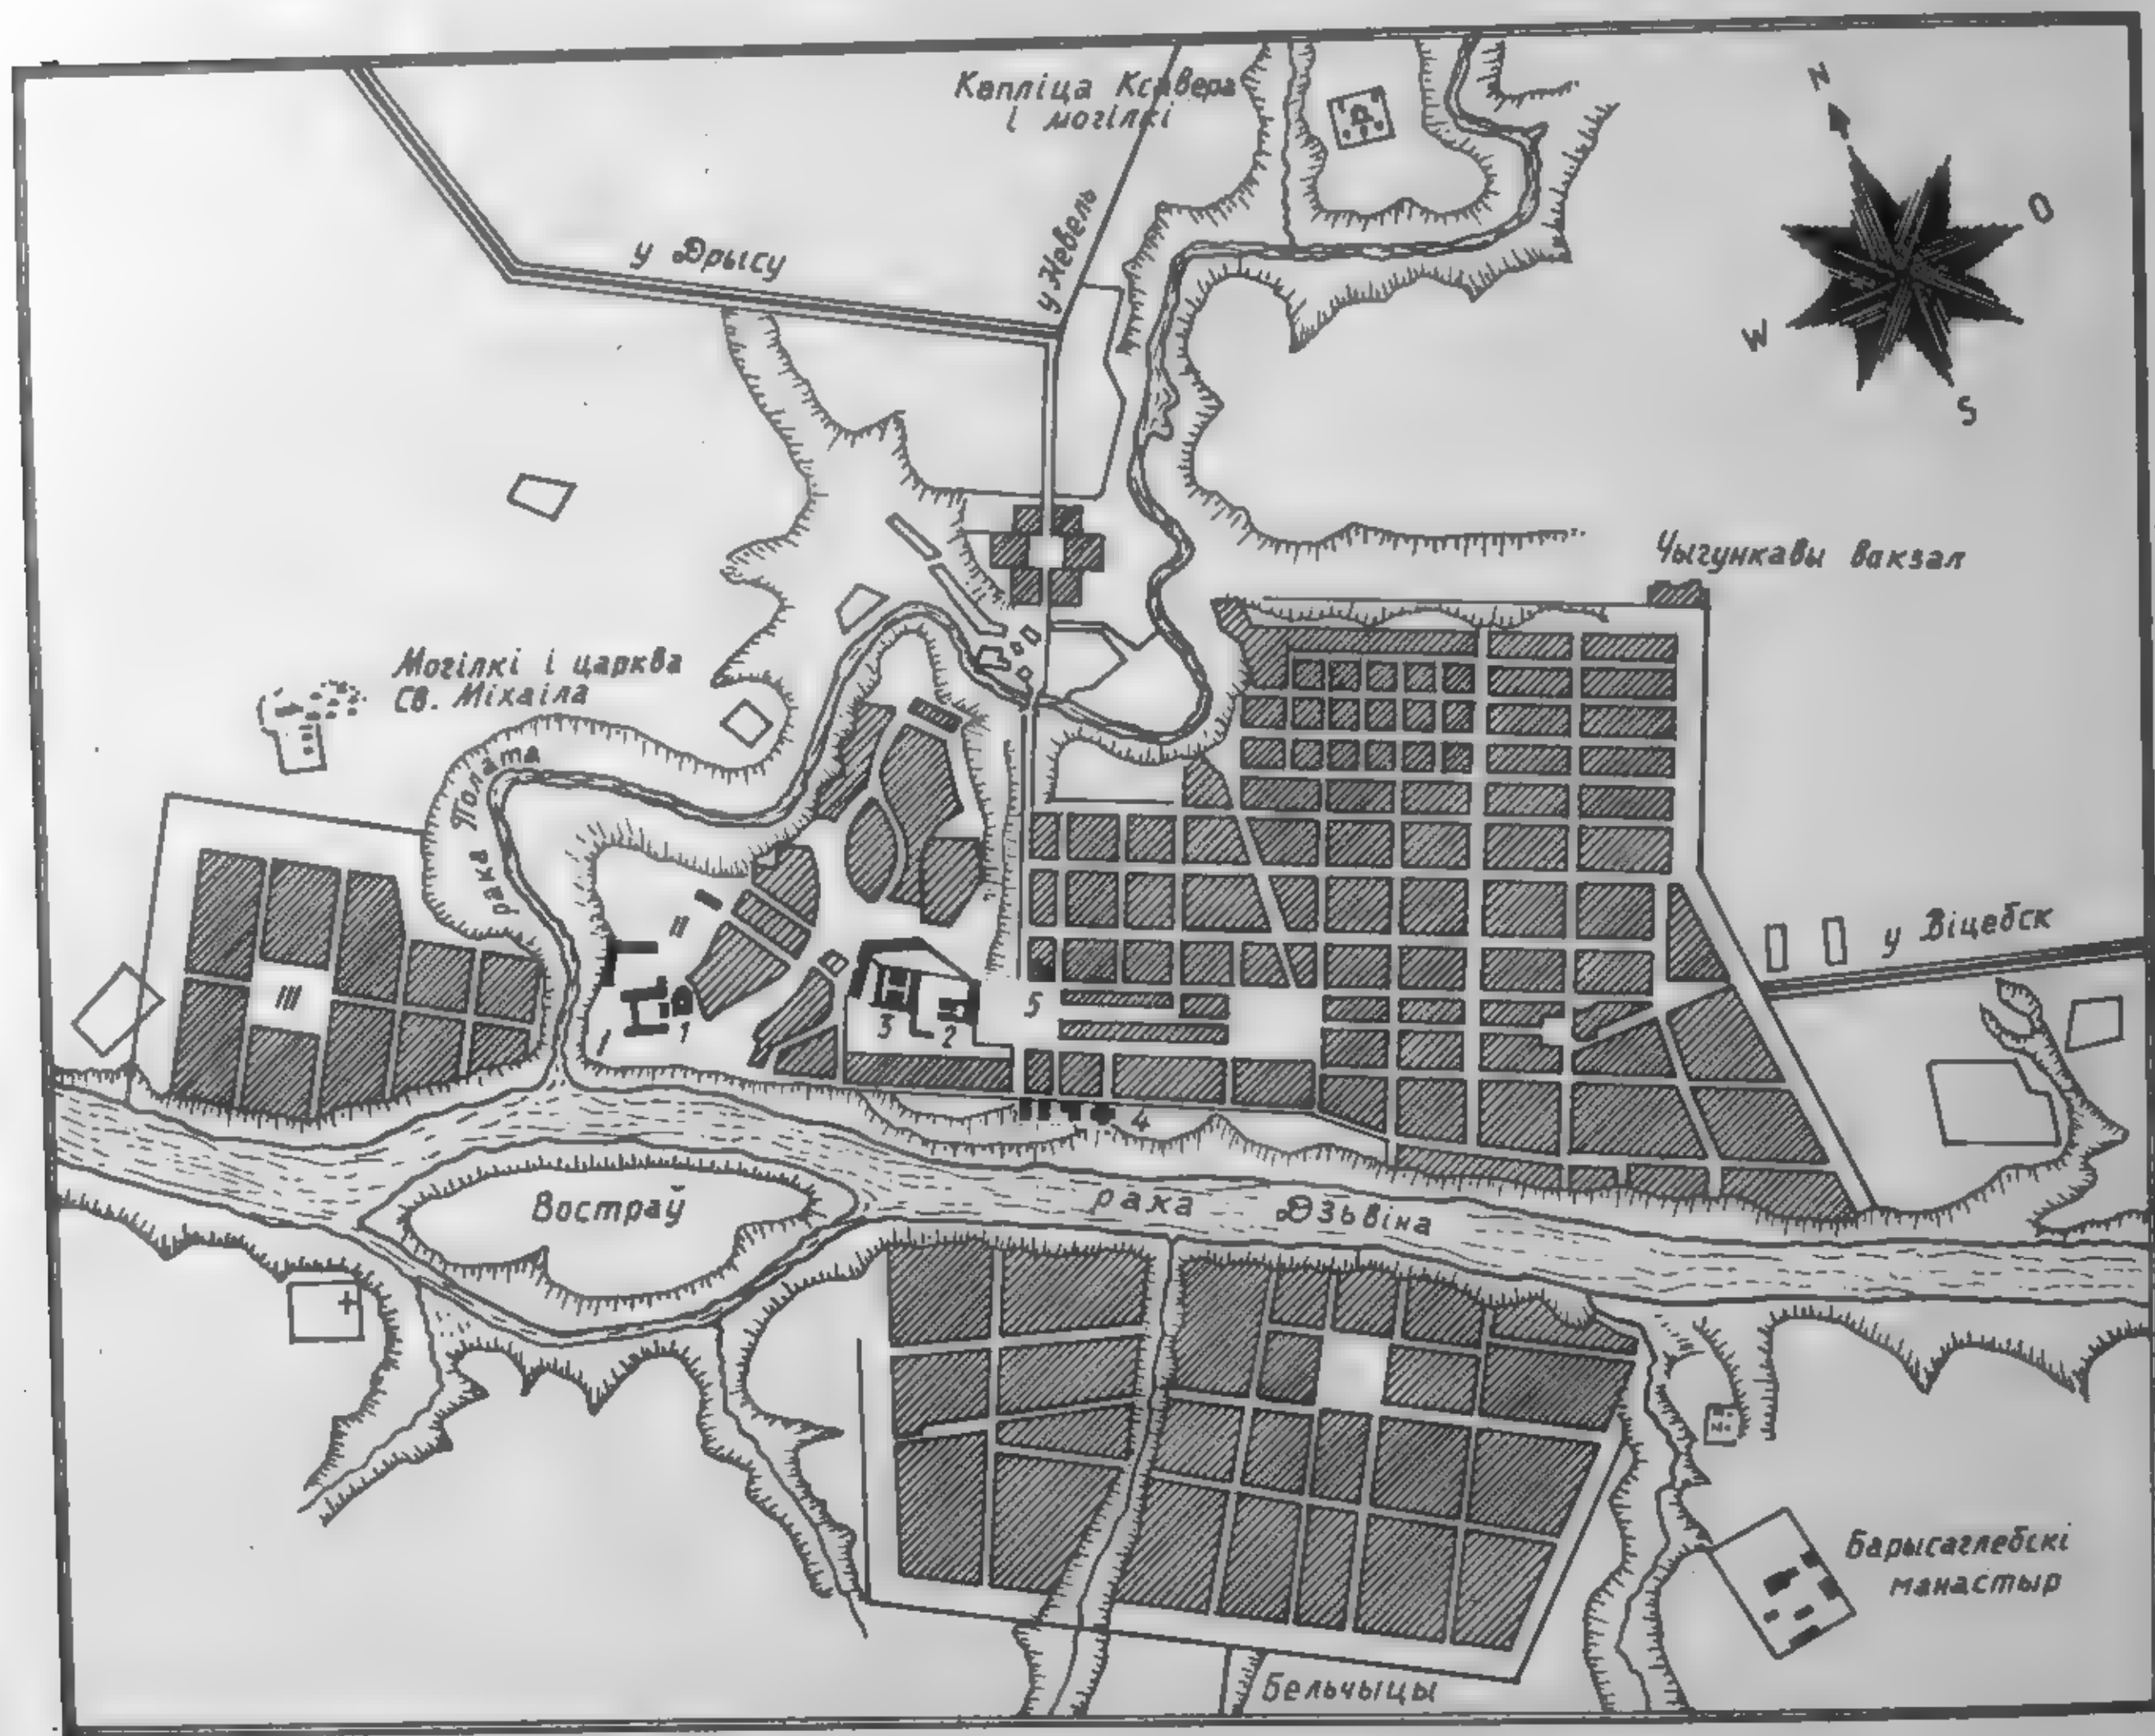 Капліца Ксавера
і могілкі
N
O
W
S
у Дрысу
у Невель
Чыгункавы вакзал
Могілкі і царква
Св. Міхаіла
рака Палата
у Віцебск
II
III
I
1
3
2
5
4
Востраў
рака Дзьвіна
Барысаглебскі
манастыр
Бельчыцы